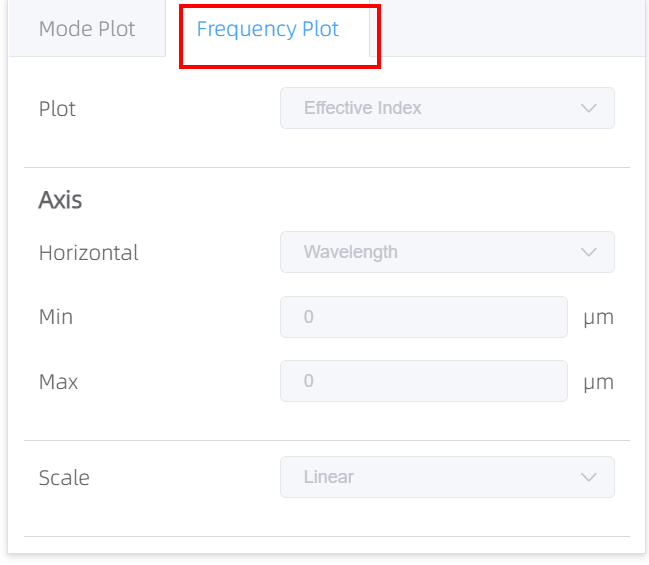 Mode Plot Frequency Plot
Plot Effective Index
Axis
Horizontal Wavelength
Min 0 μm
Max 0 μm
Scale Linear